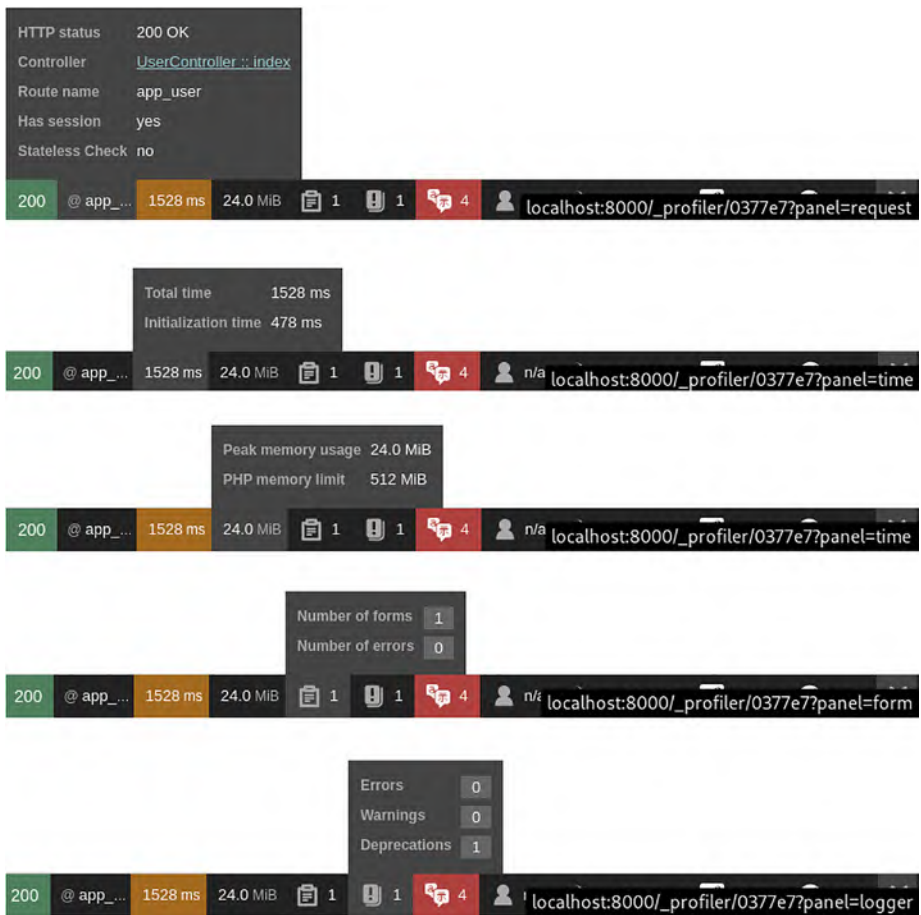 HTTP status 200 OK
Controller UserController :: index
Route name app_user
Has session yes
Stateless Check no
200 @ app_... 1528 ms 24.0 MiB 1 1 4 localhost:8000/_profiler/0377e7?panel=request
Total time 1528 ms
Initialization time 478 ms
200 @ app_... 1528 ms 24.0 MiB 1 1 4 n/a localhost:8000/_profiler/0377e7?panel=time
Peak memory usage 24.0 MiB
PHP memory limit 512 MiB
200 @ app_... 1528 ms 24.0 MiB 1 1 4 n/a localhost:8000/_profiler/0377e7?panel=time
Number of forms 1
Number of errors 0
200 @ app_... 1528 ms 24.0 MiB 1 1 4 n/a localhost:8000/_profiler/0377e7?panel=form
Errors 0
Warnings 0
Deprecations 1
200 @ app_... 1528 ms 24.0 MiB 1 1 4 localhost:8000/_profiler/0377e7?panel=logger